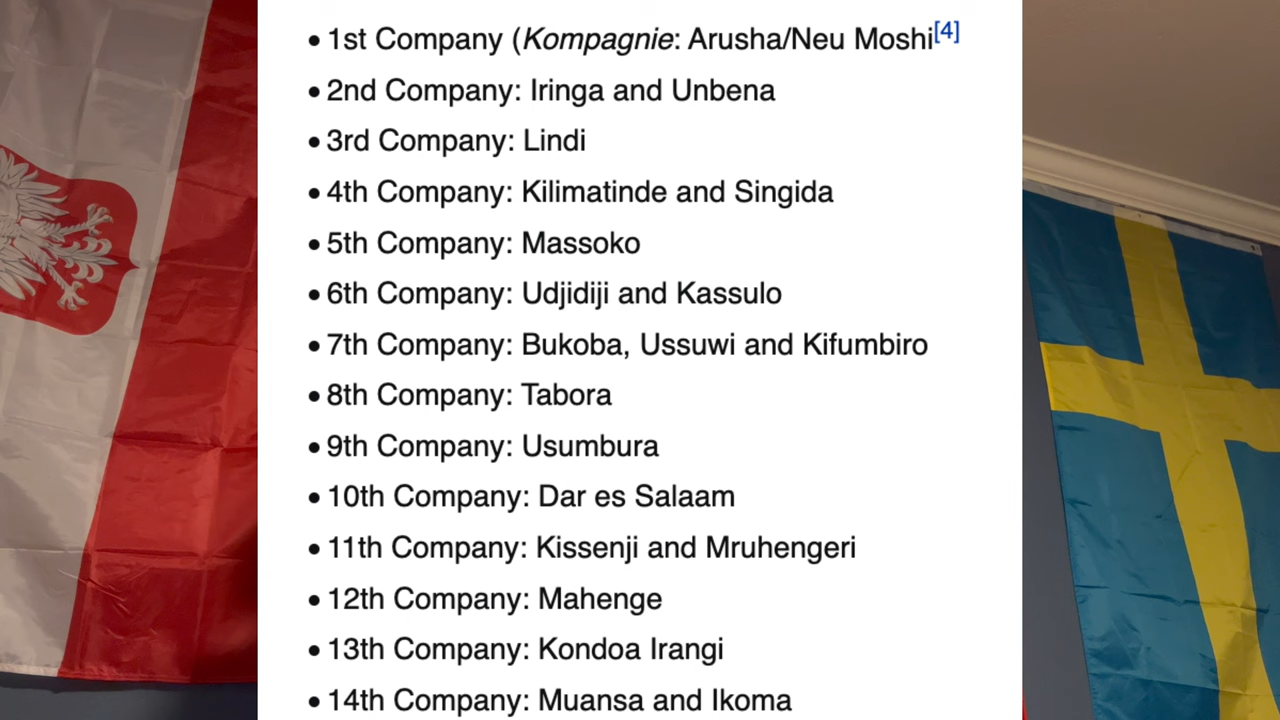 • 1st Company (Kompagnie: Arusha/Neu Moshi[4]
• 2nd Company: Iringa and Unbena
• 3rd Company: Lindi
• 4th Company: Kilimatinde and Singida
• 5th Company: Massoko
• 6th Company: Udjidiji and Kassulo
• 7th Company: Bukoba, Ussuwi and Kifumbiro
• 8th Company: Tabora
• 9th Company: Usumbura
• 10th Company: Dar es Salaam
• 11th Company: Kissenji and Mruhengeri
• 12th Company: Mahenge
• 13th Company: Kondoa Irangi
• 14th Company: Muansa and Ikoma